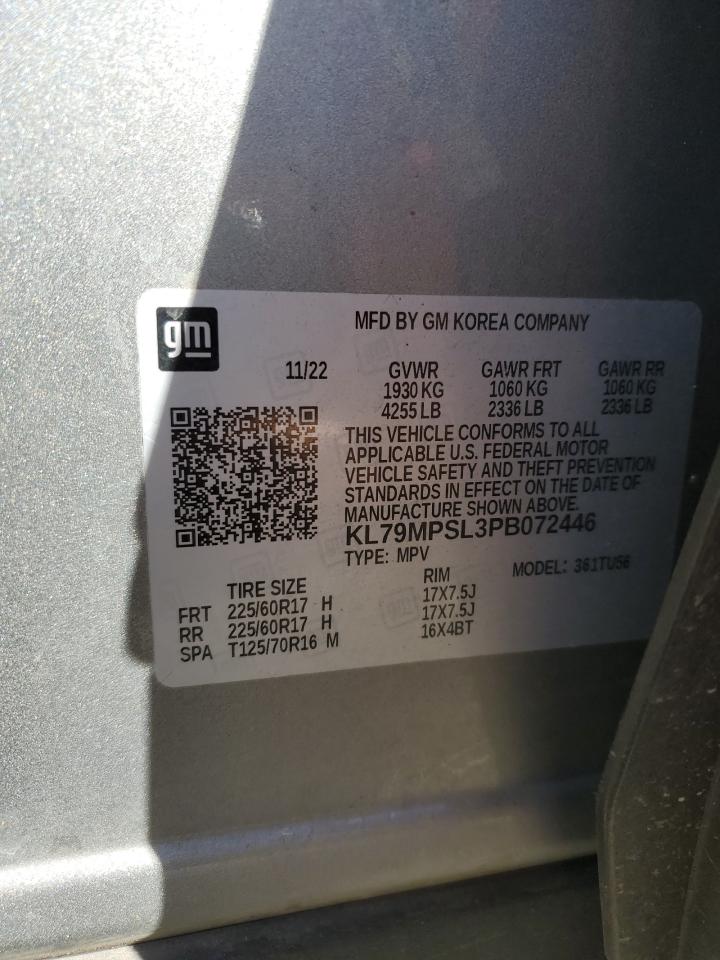 gm
MFD BY GM KOREA COMPANY
11/22 GVWR GAWR FRT GAWR RR
1930 KG 1060 KG 1060 KG
4255 LB 2336 LB 2336 LB
THIS VEHICLE CONFORMS TO ALL
APPLICABLE U.S. FEDERAL MOTOR
VEHICLE SAFETY AND THEFT PREVENTION
STANDARDS IN EFFECT ON THE DATE OF
MANUFACTURE SHOWN ABOVE.
KL79MPSL3PB072446
TYPE: MPV MODEL: 361TU56
TIRE SIZE RIM
FRT 225/60R17 H 17X7.5J
RR 225/60R17 H 17X7.5J
SPA T125/70R16 M 16X4BT